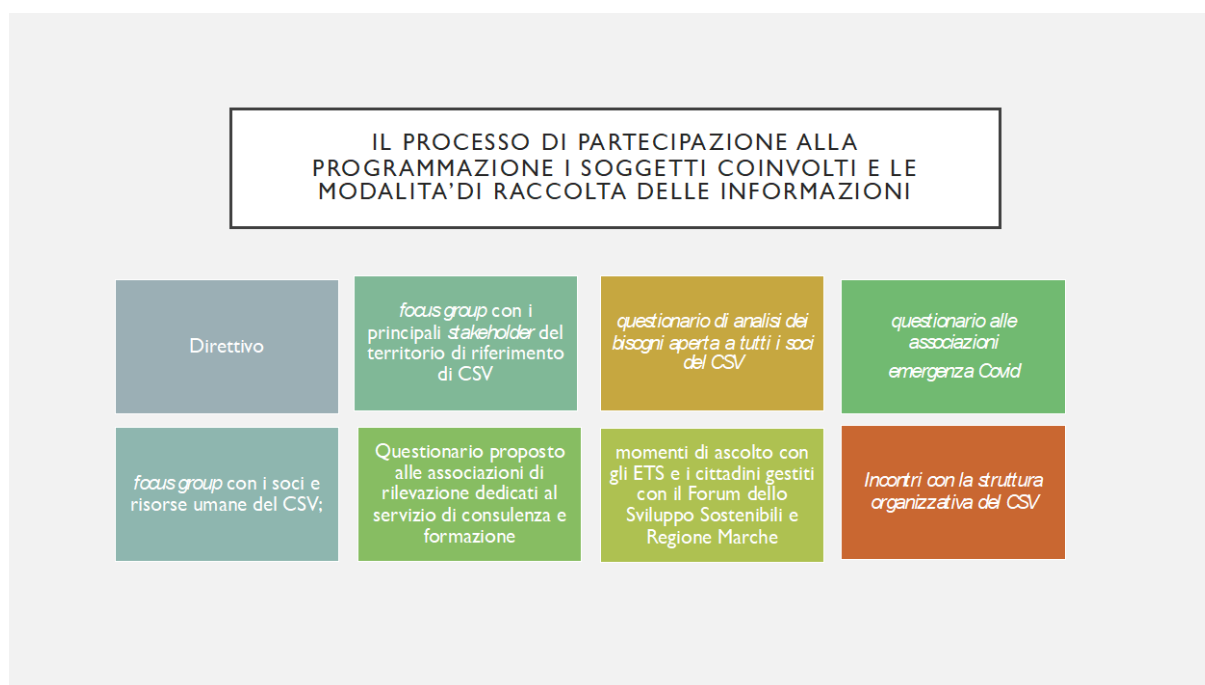 IL PROCESSO DI PARTECIPAZIONE ALLA
PROGRAMMAZIONE I SOGGETTI COINVOLTI E LE
MODALITA'DI RACCOLTA DELLE INFORMAZIONI
Direttivo
focus group con i
principali stakeholder del
territorio di riferimento
di CSV
questionario di analisi dei
bisogni aperta a tutti i soci
del CSV
questionario alle
associazioni
emergenza Covid
focus group con i soci e
risorse umane del CSV;
Questionario proposto
alle associazioni di
rilevazione dedicati al
servizio di consulenza e
formazione
momenti di ascolto con
gli ETS e i cittadini gestiti
con il Forum dello
Sviluppo Sostenibili e
Regione Marche
Incontri con la struttura
organizzativa del CSV